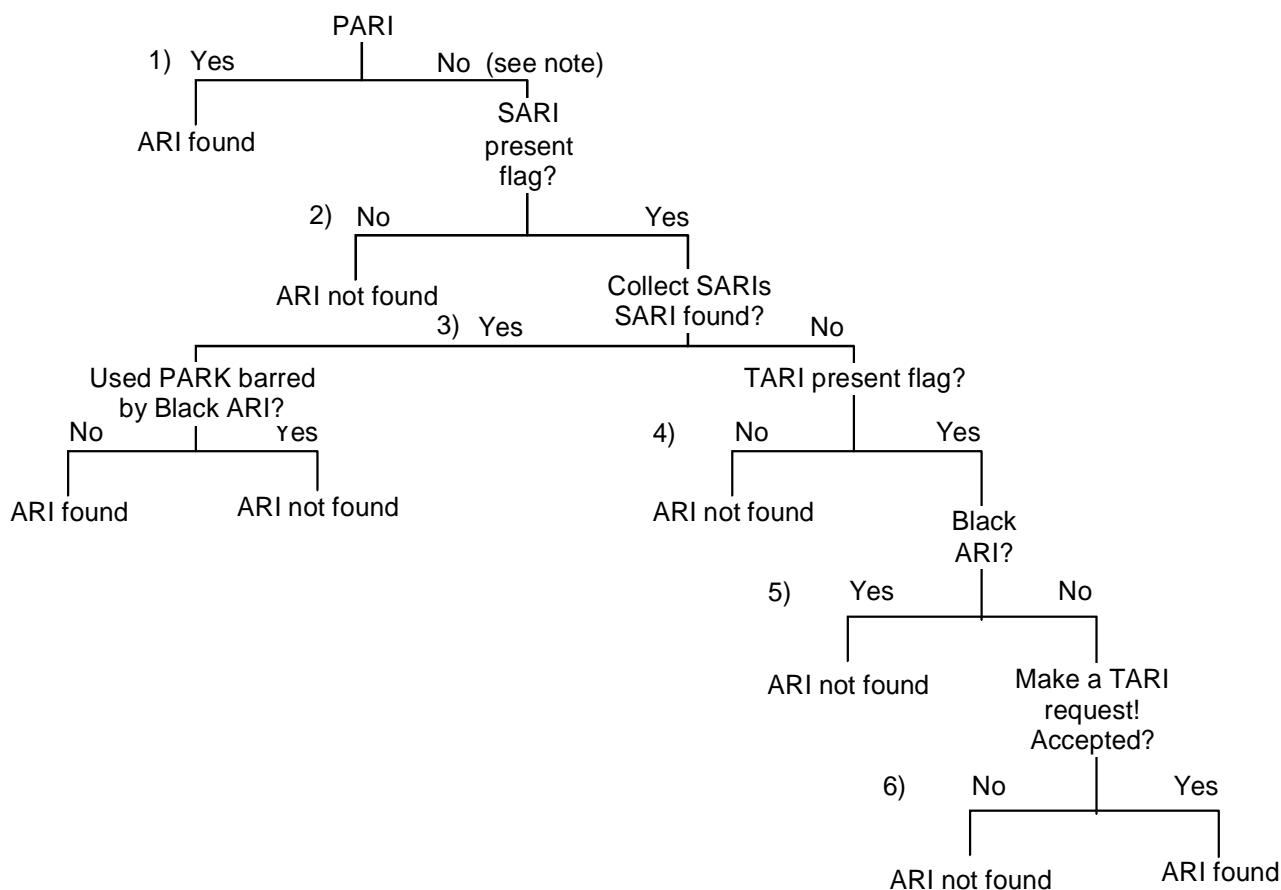 PARI
1) Yes No (see note)
ARI found
SARI
present
flag?
2) No Yes
ARI not found
Collect SARIs
SARI found?
3) Yes No
Used PARK barred
by Black ARI?
No Yes
ARI found
ARI not found
TARI present flag?
4) No Yes
ARI not found
Black
ARI?
5) Yes No
ARI not found
Make a TARI
request!
Accepted?
6) No Yes
ARI not found
ARI found